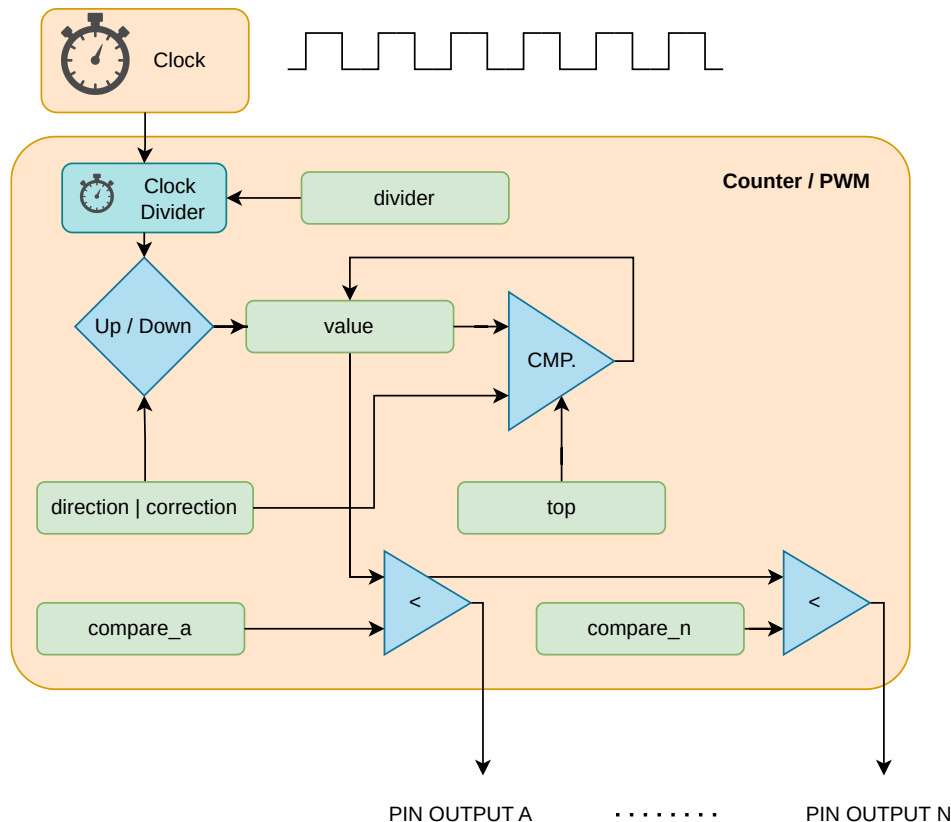 Clock
Counter / PWM
Clock
Divider
divider
Up / Down
value
CMP.
direction | correction
top
<
<
compare_a
compare_n
PIN OUTPUT A ........ PIN OUTPUT N